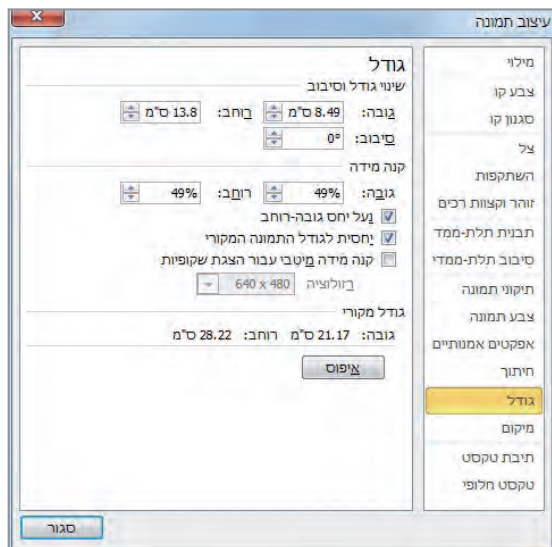 עיצוב תמונה
מילוי
צבע קו
סגנון קו
צל
השתקפות
זוהר וקצוות רכים
תבנית תלת-ממד
סיבוב תלת-ממדי
תיקוני תמונה
צבע תמונה
אפקטים אמנותיים
חיתוך
גודל
מיקום
תיבת טקסט
טקסט חלופי
גודל
שינוי גודל וסיבוב
גובה: 8.49 ס"מ רוחב: 13.8 ס"מ
סיבוב: 0°
קנה מידה
גובה: 49% רוחב: 49%
נעל יחס גובה-רוחב
יחסית לגודל התמונה המקורי
קנה מידה מיטבי עבור הצגת שקופיות
רזולוציה 640 x 480
גודל מקורי
גובה: 21.17 ס"מ רוחב: 28.22 ס"מ
איפוס
סגור